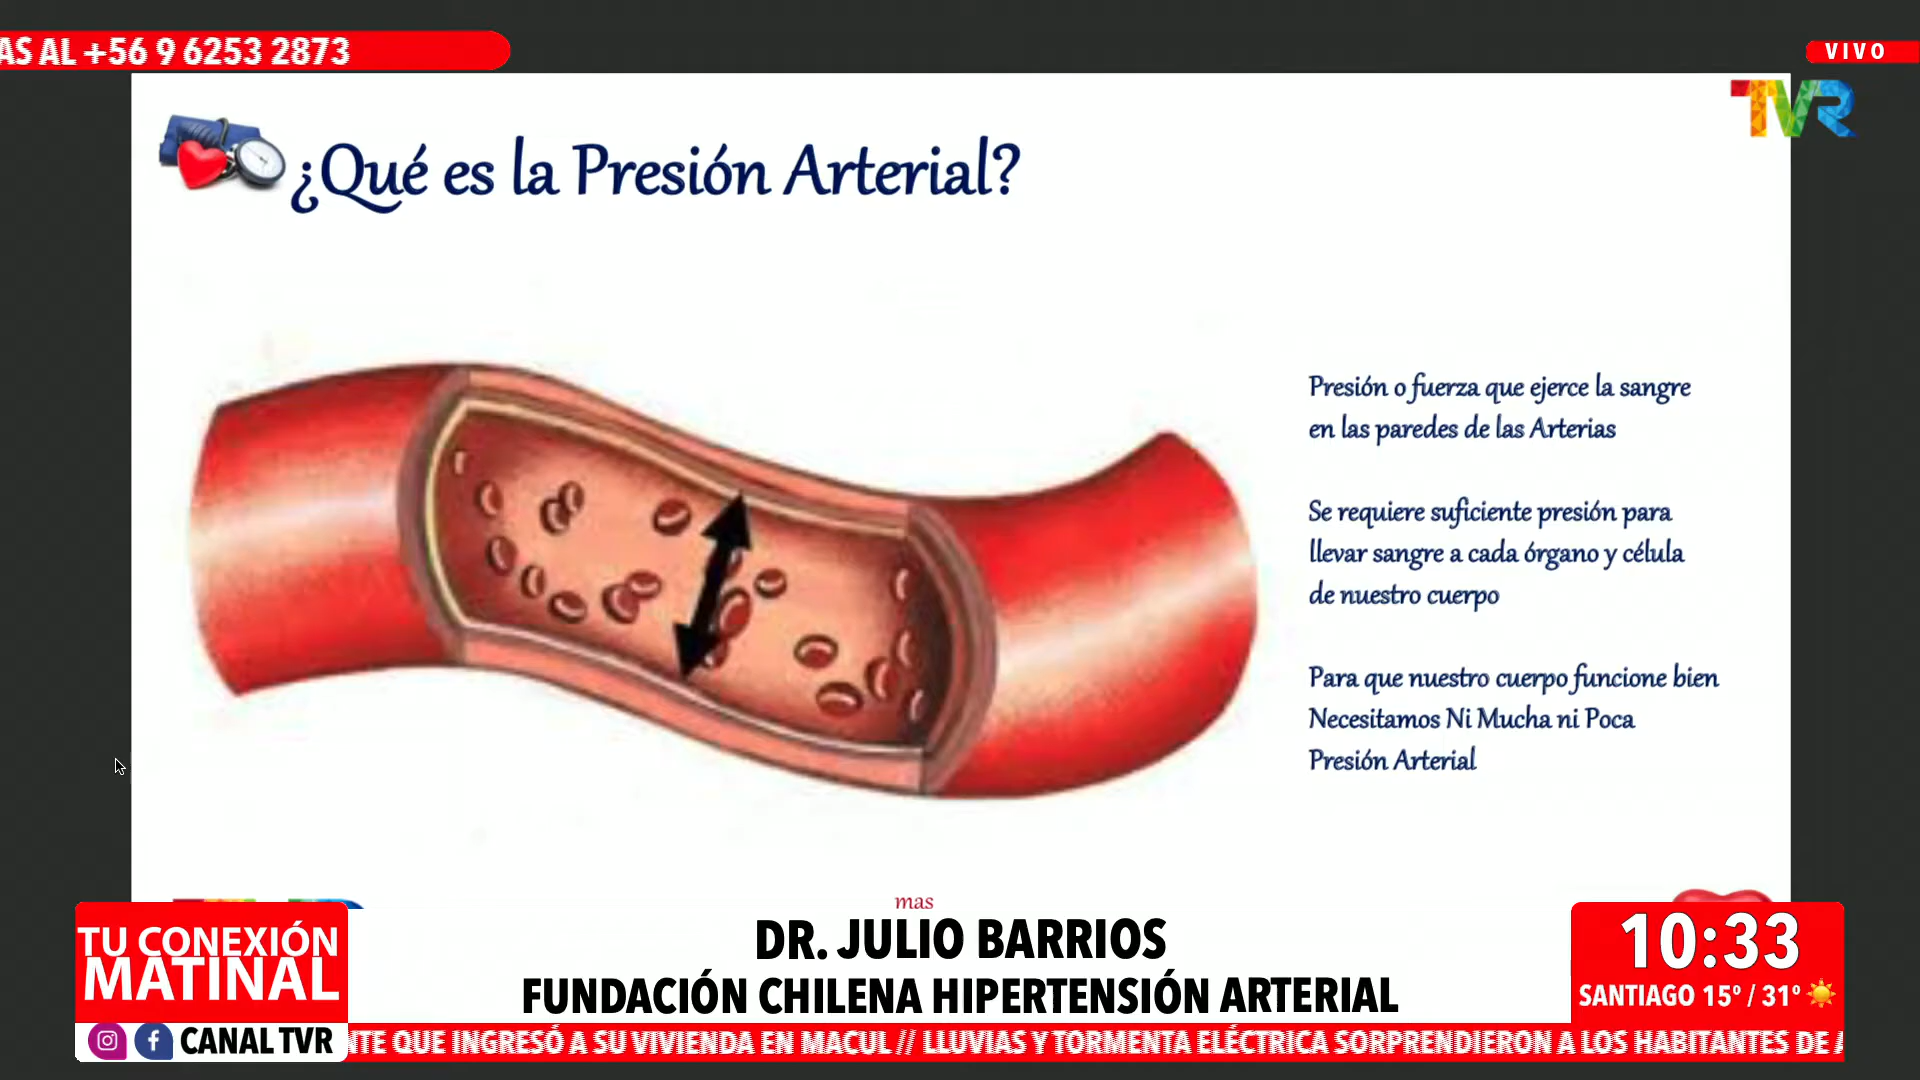 AS AL +56 9 6253 2873
VIVO
TVR
¿Qué es la Presión Arterial?
Presión o fuerza que ejerce la sangre
en las paredes de las Arterias
Se requiere suficiente presión para
llevar sangre a cada órgano y célula
de nuestro cuerpo
Para que nuestro cuerpo funcione bien
Necesitamos Ni Mucha ni Poca
Presión Arterial
mas
TU CONEXIÓN
MATINAL
DR. JULIO BARRIOS
FUNDACIÓN CHILENA HIPERTENSIÓN ARTERIAL
10:33
SANTIAGO 15º / 31º
CANAL TVR
NTE QUE INGRESÓ A SU VIVIENDA EN MACUL // LLUVIAS Y TORMENTA ELÉCTRICA SORPRENDIERON A LOS HABITANTES DE